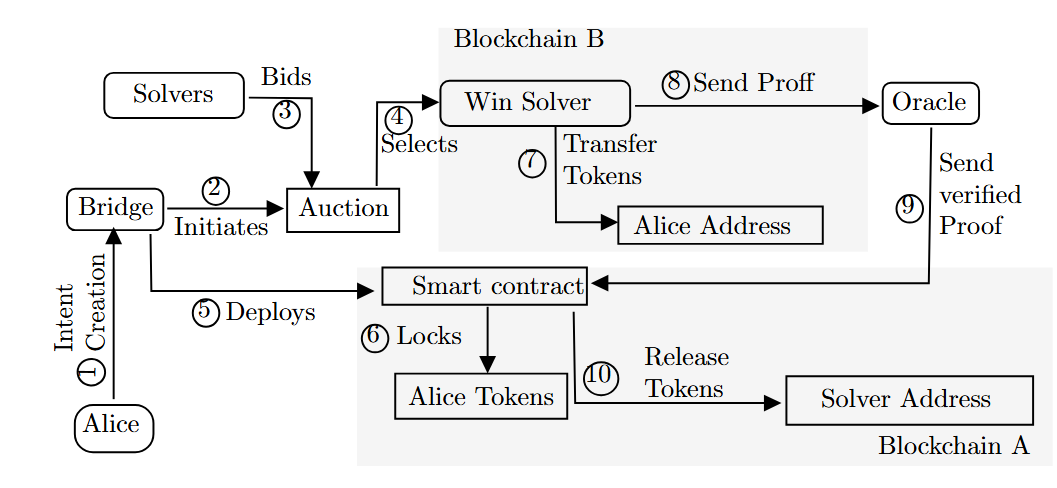 Blockchain B
Solvers
Bids
3
4
Selects
Win Solver
8 Send Proff
Oracle
7
Transfer
Tokens
Alice Address
Send
verified
Proof
9
Bridge
2
Initiates
Auction
Intent
Creation
1
Alice
5 Deploys
Smart contract
6 Locks
Alice Tokens
10
Release
Tokens
Solver Address
Blockchain A